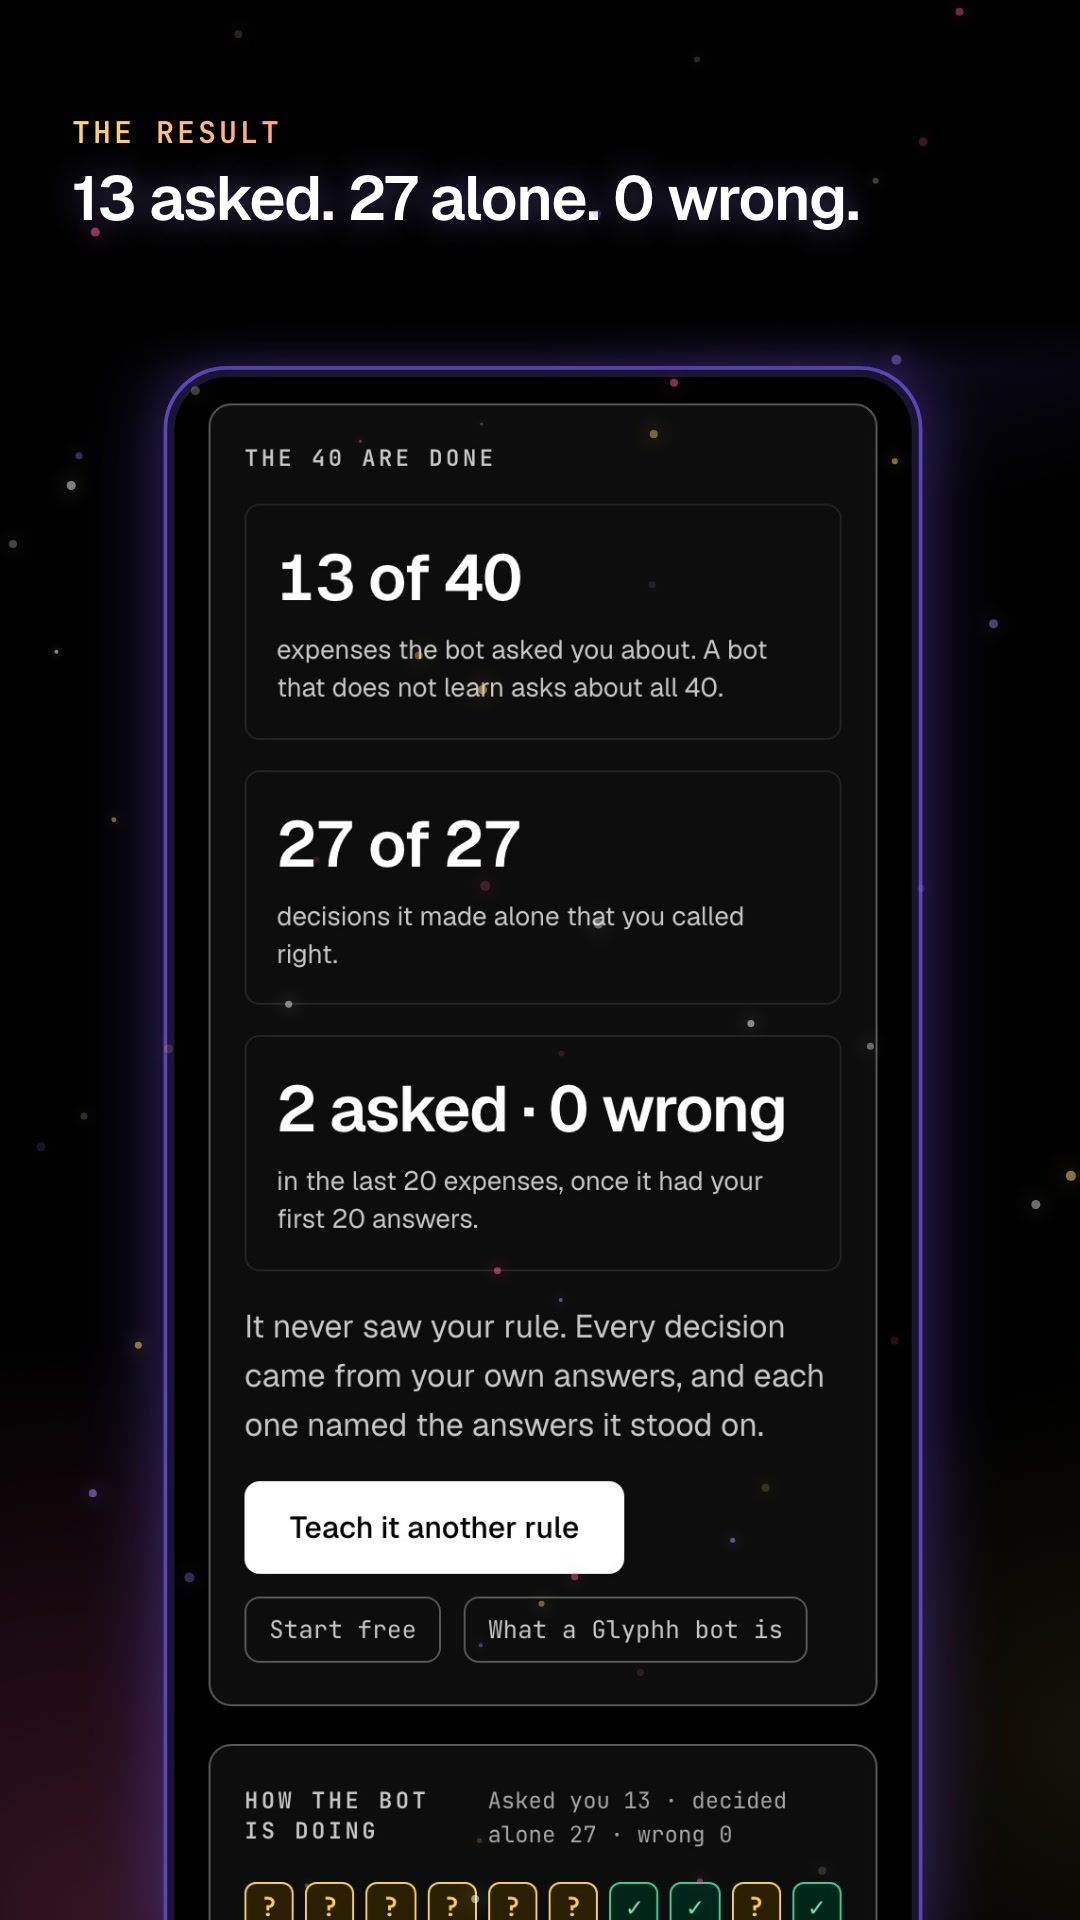 THE RESULT
13 asked. 27 alone. 0 wrong.
THE 40 ARE DONE
13 of 40
expenses the bot asked you about. A bot
that does not learn asks about all 40.
27 of 27
decisions it made alone that you called
right.
2 asked · 0 wrong
in the last 20 expenses, once it had your
first 20 answers.
It never saw your rule. Every decision
came from your own answers, and each
one named the answers it stood on.
Teach it another rule
Start free
What a Glyphh bot is
HOW THE BOT
IS DOING
Asked you 13 · decided
alone 27 · wrong 0
? ? ? ? ? ? ✓ ✓ ? ✓